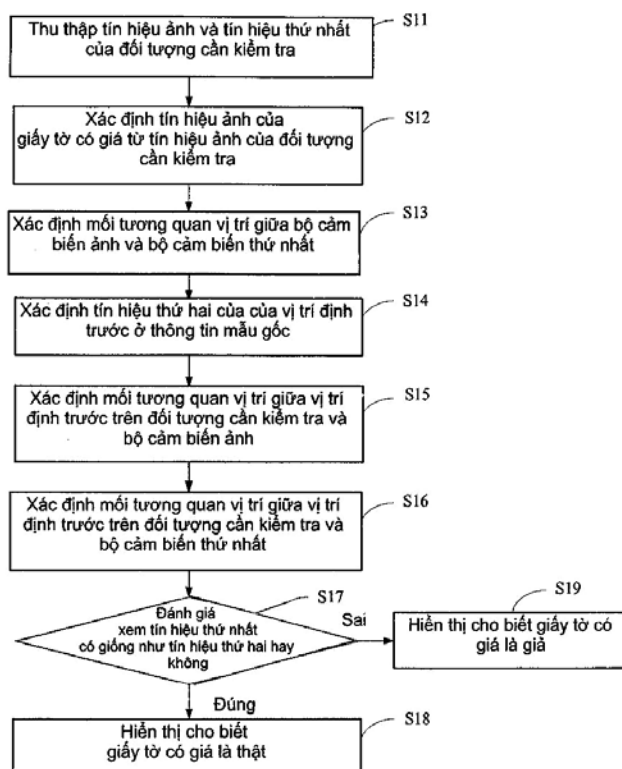 S11
Thu thập tín hiệu ảnh và tín hiệu thứ nhất
của đối tượng cần kiểm tra
S12
Xác định tín hiệu ảnh của
giấy tờ có giá từ tín hiệu ảnh của đối tượng
cần kiểm tra
S13
Xác định mối tương quan vị trí giữa bộ cảm
biến ảnh và bộ cảm biến thứ nhất
S14
Xác định tín hiệu thứ hai của của vị trí định
trước ở thông tin mẫu gốc
S15
Xác định mối tương quan vị trí giữa vị trí
định trước trên đối tượng cần kiểm tra và
bộ cảm biến ảnh
S16
Xác định mối tương quan vị trí giữa vị trí
định trước trên đối tượng cần kiểm tra và
bộ cảm biến thứ nhất
S17
Đánh giá
xem tín hiệu thứ nhất
có giống như tín hiệu thứ hai hay
không
Sai
S19
Hiển thị cho biết giấy tờ có
giá là giả
Đúng
S18
Hiển thị cho biết
giấy tờ có giá là thật